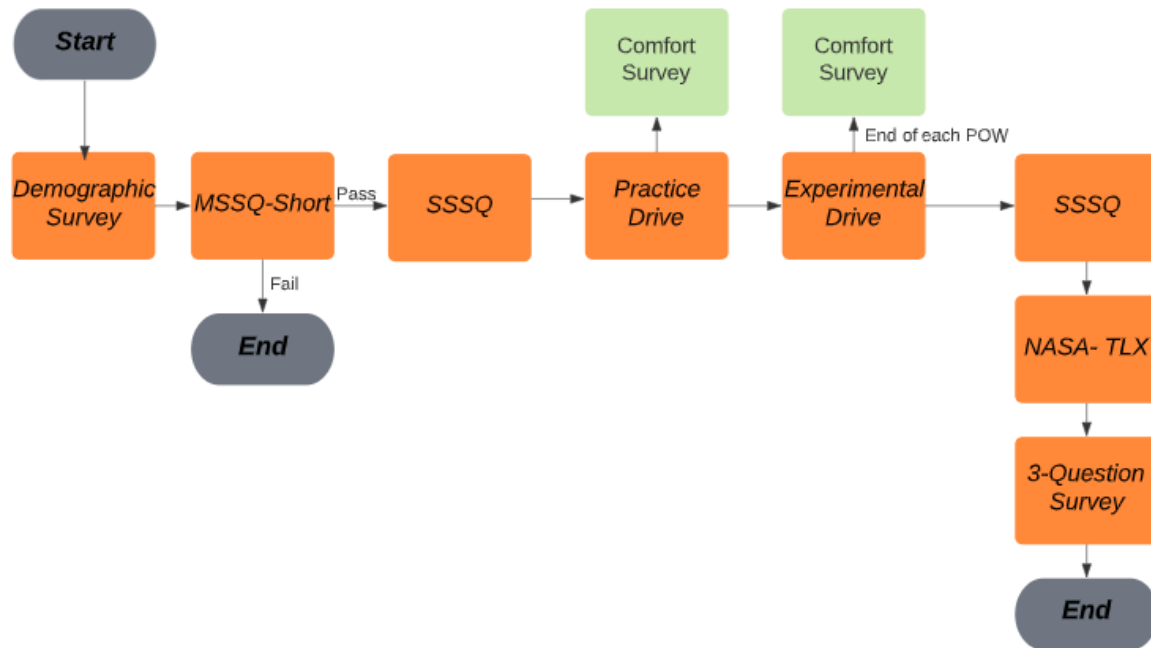 Start
Comfort
Survey
Comfort
Survey
End of each POW
Demographic
Survey
MSSQ-Short
Pass
SSSQ
Practice
Drive
Experimental
Drive
SSSQ
Fail
End
NASA- TLX
3-Question
Survey
End